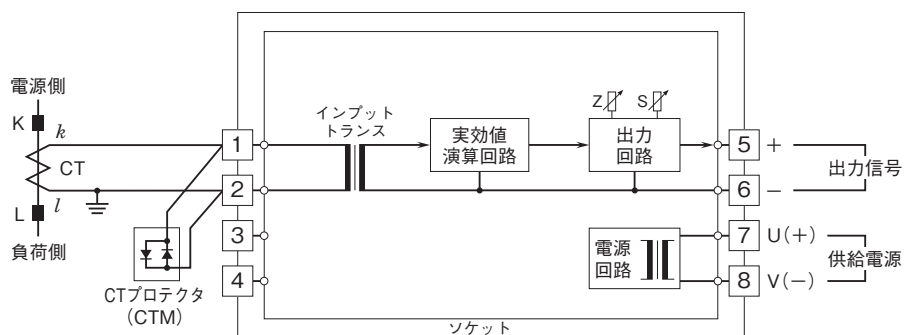 電源側
K
k
CT
L
l
負荷側
CTプロテクタ
(CTM)
1
2
3
4
インプット
トランス
実効値
演算回路
Z
S
出力
回路
電源
回路
5
+
6
−
出力信号
7
U(+)
8
V(−)
供給電源
ソケット